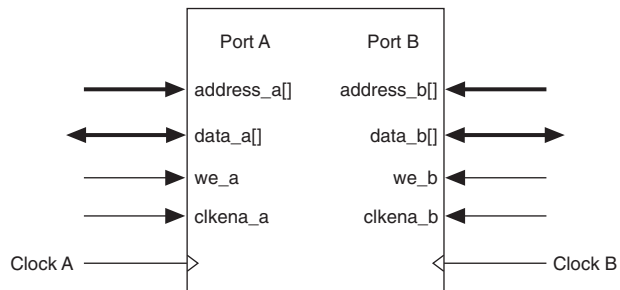 Port A Port B
address_a[] address_b[]
data_a[] data_b[]
we_a we_b
clkena_a clkena_b
Clock A Clock B